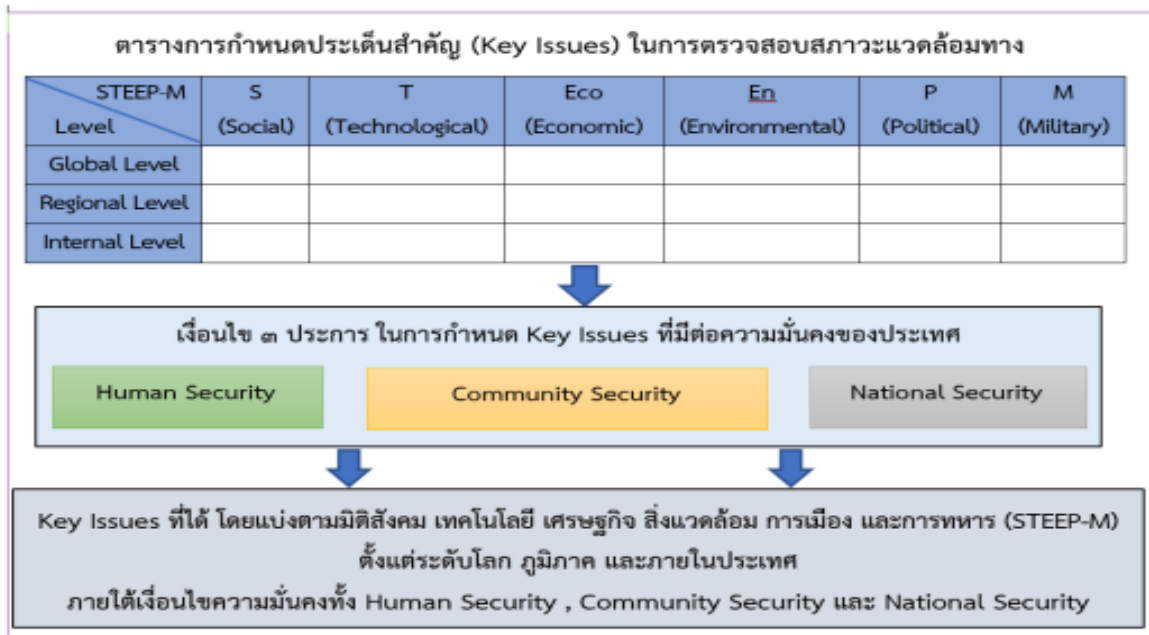 ตารางการกำหนดประเด็นสำคัญ (Key Issues) ในการตรวจสอบสภาวะแวดล้อมทาง
STEEP-M S T Eco En P M
Level (Social) (Technological) (Economic) (Environmental) (Political) (Military)
Global Level
Regional Level
Internal Level
เงื่อนไข ๓ ประการ ในการกำหนด Key Issues ที่มีต่อความมั่นคงของประเทศ
Human Security Community Security National Security
Key Issues ที่ได้ โดยแบ่งตามมิติสังคม เทคโนโลยี เศรษฐกิจ สิ่งแวดล้อม การเมือง และการทหาร (STEEP-M)
ตั้งแต่ระดับโลก ภูมิภาค และภายในประเทศ
ภายใต้เงื่อนไขความมั่นคงทั้ง Human Security , Community Security และ National Security